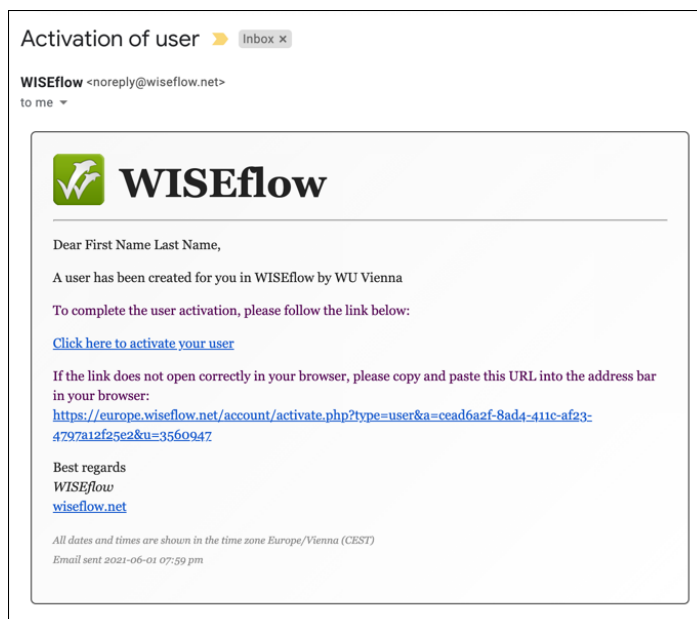 Activation of user Inbox ×
WISEflow <noreply@wiseflow.net>
to me
WISEflow
Dear First Name Last Name,
A user has been created for you in WISEflow by WU Vienna
To complete the user activation, please follow the link below:
Click here to activate your user
If the link does not open correctly in your browser, please copy and paste this URL into the address bar
in your browser:
https://europe.wiseflow.net/account/activate.php?type=user&a=cead6a2f-8ad4-411c-af23-
4797a12f25e2&u=3560947
Best regards
WISEflow
wiseflow.net
All dates and times are shown in the time zone Europe/Vienna (CEST)
Email sent 2021-06-01 07:59 pm